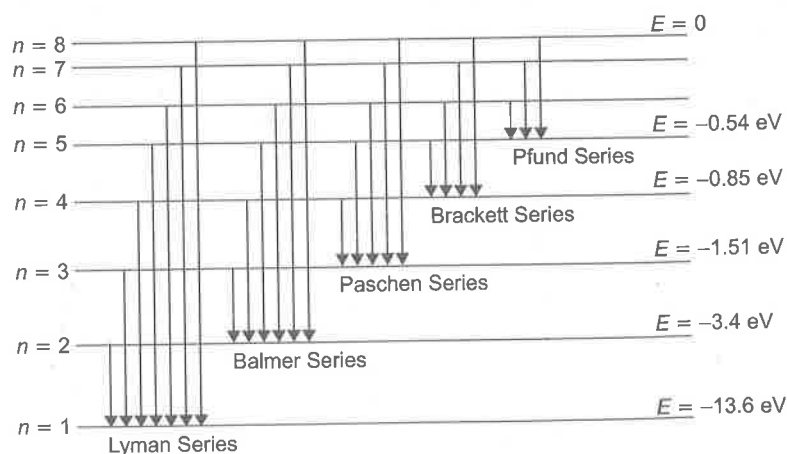 n = 8 E = 0
n = 7
n = 6
n = 5 E = –0.54 eV
Pfund Series
n = 4 E = –0.85 eV
Brackett Series
n = 3 E = –1.51 eV
Paschen Series
n = 2 E = –3.4 eV
Balmer Series
n = 1 E = –13.6 eV
Lyman Series